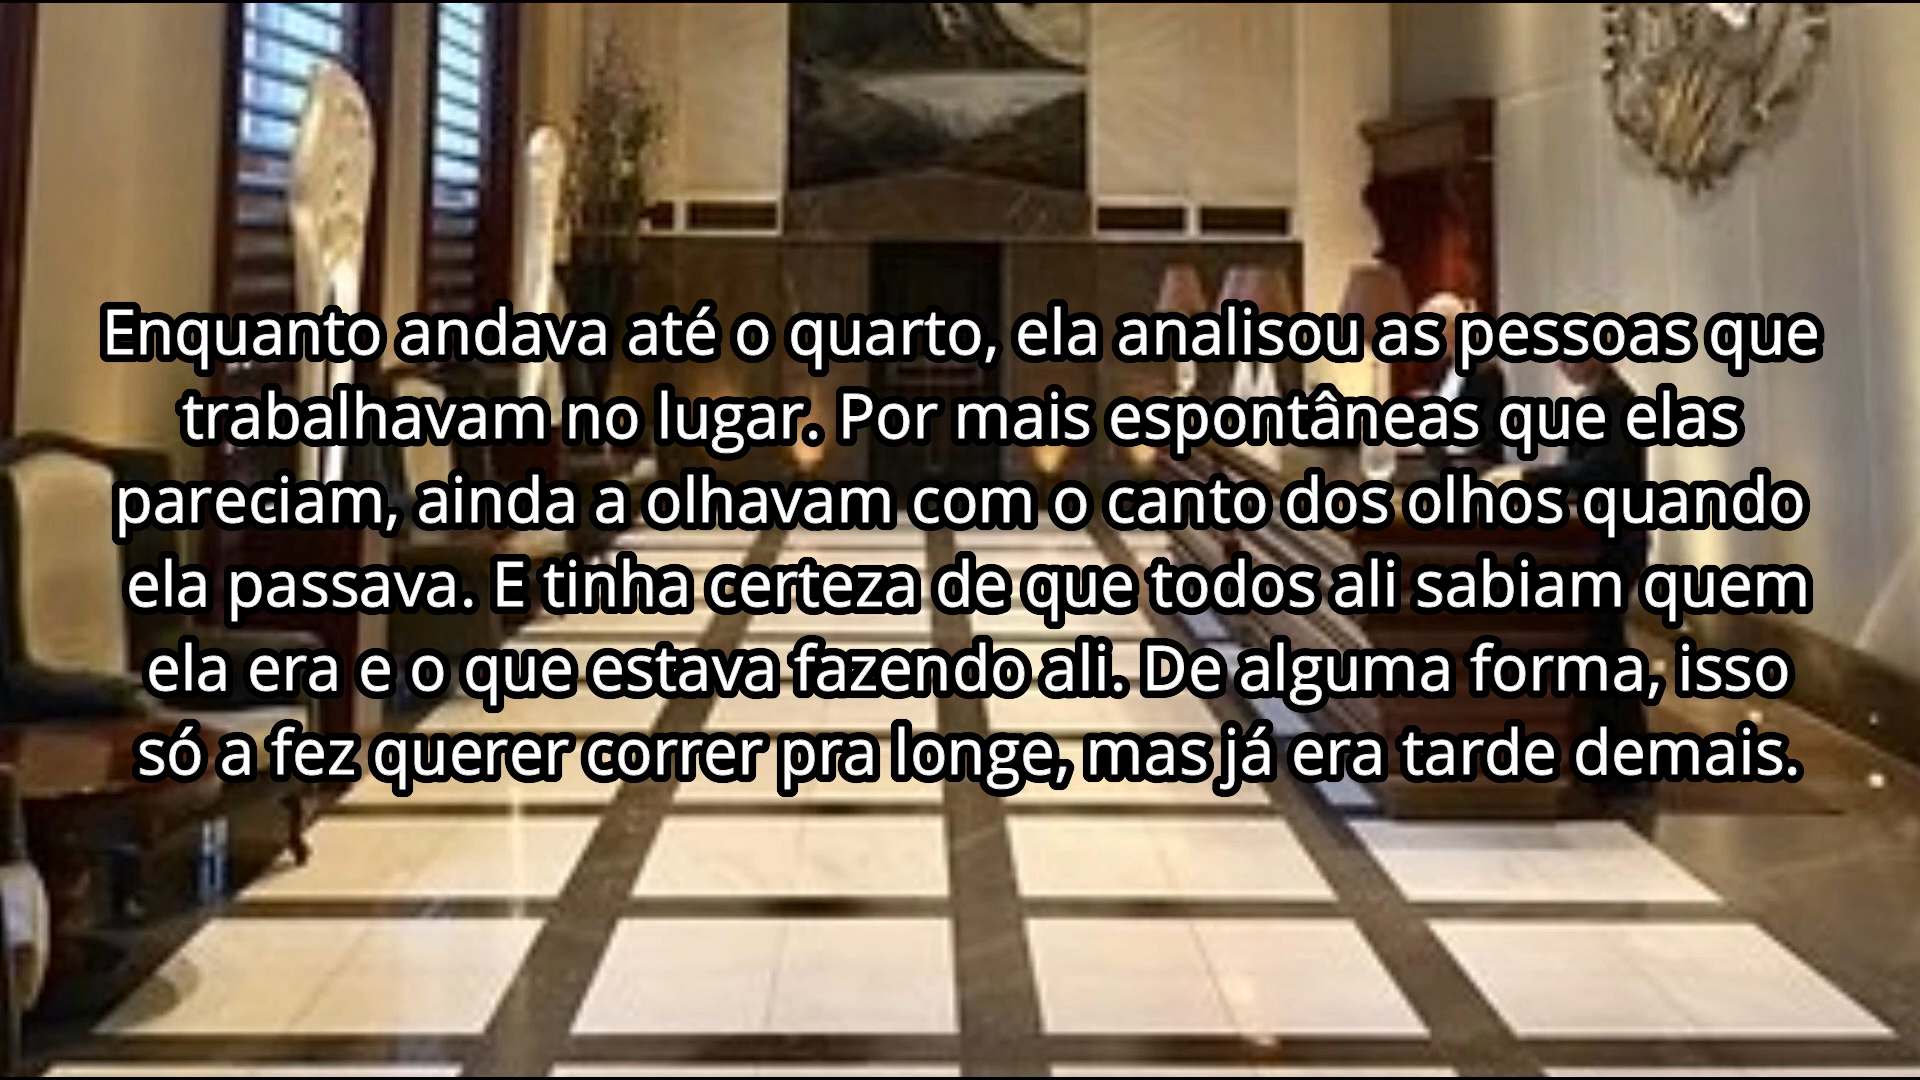 Enquanto andava até o quarto, ela analisou as pessoas que
trabalhavam no lugar. Por mais espontâneas que elas
pareciam, ainda a olhavam com o canto dos olhos quando
ela passava. E tinha certeza de que todos ali sabiam quem
ela era e o que estava fazendo ali. De alguma forma, isso
só a fez querer correr pra longe, mas já era tarde demais.